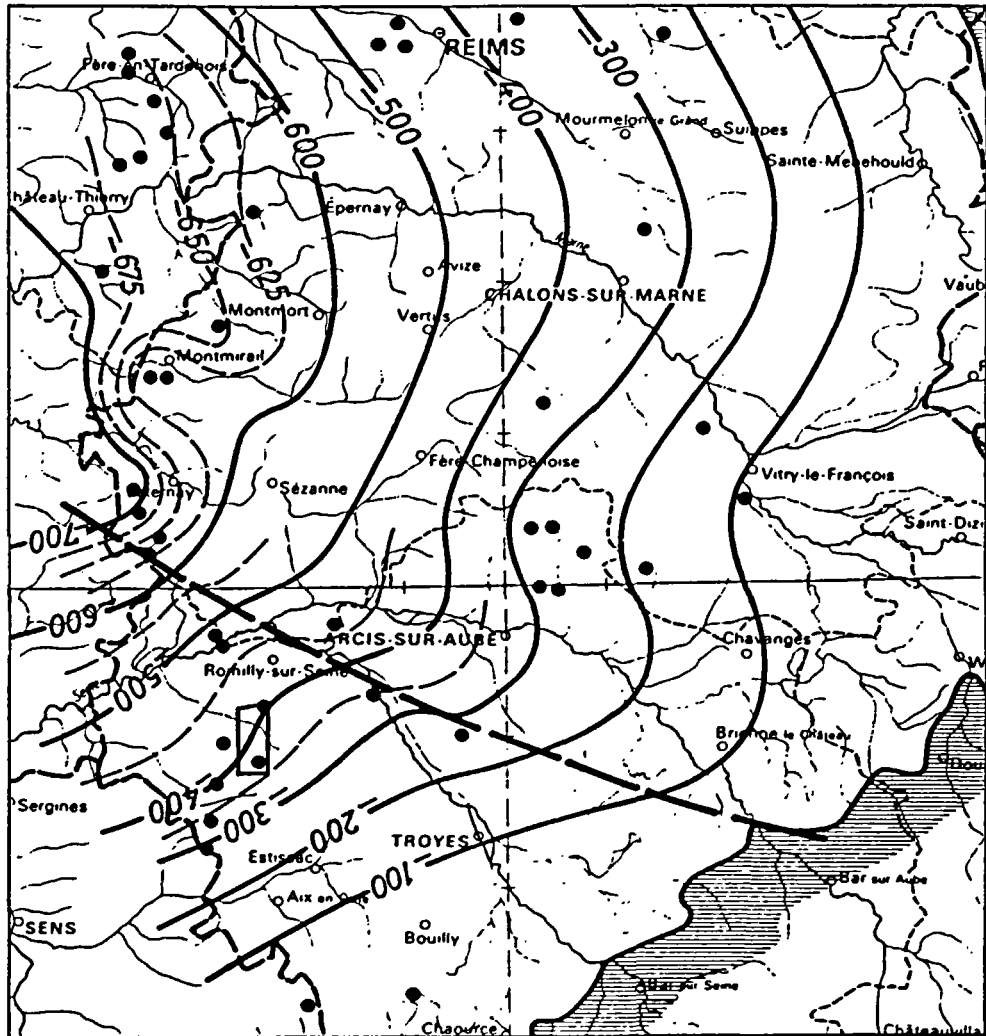 REIMS
Fère-en-Tardenois
300
500
400
600
Mourmelon le Grand
Suippes
Sainte-Menehould
Château-Thierry
Épernay
650
Marne
625
675
Avize
CHALONS-SUR-MARNE
Montmort
Vertus
Montmirail
Fère-Champenoise
Vitry-le-François
Sézanne
700
600
ARCIS-SUR-AUBE
Chavanges
Romilly-sur-Seine
500
Brienne le Château
Sergines
400
300
200
TROYES
Estissac
100
Bar sur Aube
Aix en Othe
SENS
Bouilly
Bar sur Seine
Chaource